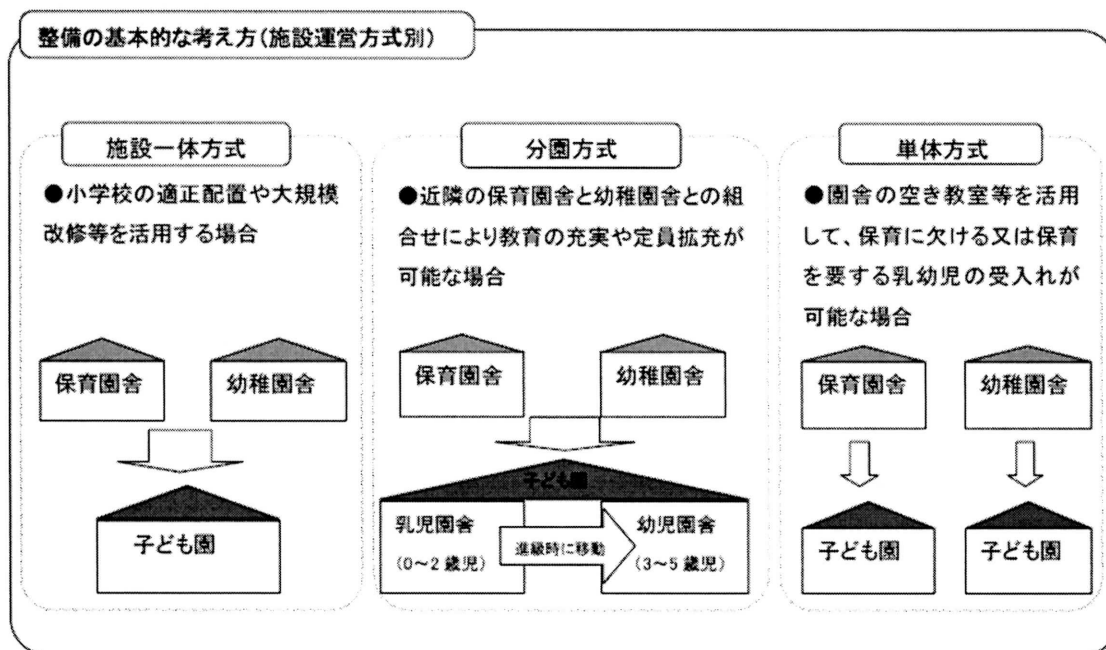 整備の基本的な考え方(施設運営方式別)
施設一体方式
●小学校の適正配置や大規模
改修等を活用する場合
保育園舎
幼稚園舎
子ども園
分園方式
●近隣の保育園舎と幼稚園舎との組
合せにより教育の充実や定員拡充が
可能な場合
保育園舎
幼稚園舎
子ども園
乳児園舎
(0～2歳児)
進級時に移動
幼児園舎
(3～5歳児)
単体方式
●園舎の空き教室等を活用
して、保育に欠ける又は保育
を要する乳幼児の受入れが
可能な場合
保育園舎
幼稚園舎
子ども園
子ども園